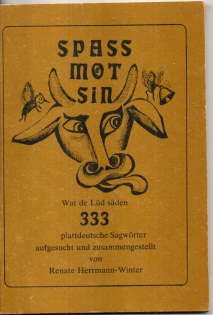 SPASS
MOT
SiN
Wat de Lüd säden
333
plattdeutsche Sagwörter
aufgesucht und zusammengestellt
von
Renate Herrmann-Winter